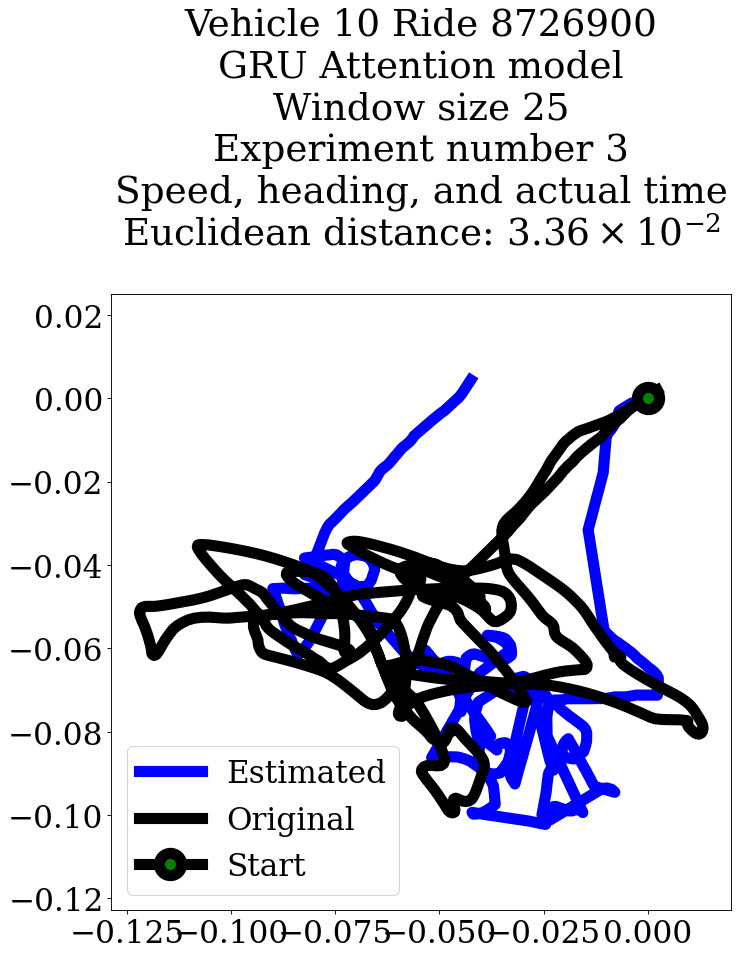 Vehicle 10 Ride 8726900
GRU Attention model
Window size 25
Experiment number 3
Speed, heading, and actual time
Euclidean distance: 3.36 × 10⁻²
0.02
0.00
−0.02
−0.04
−0.06
−0.08
−0.10
−0.12
Estimated
Original
Start
−0.125 −0.100 −0.075 −0.050 −0.025 0.000